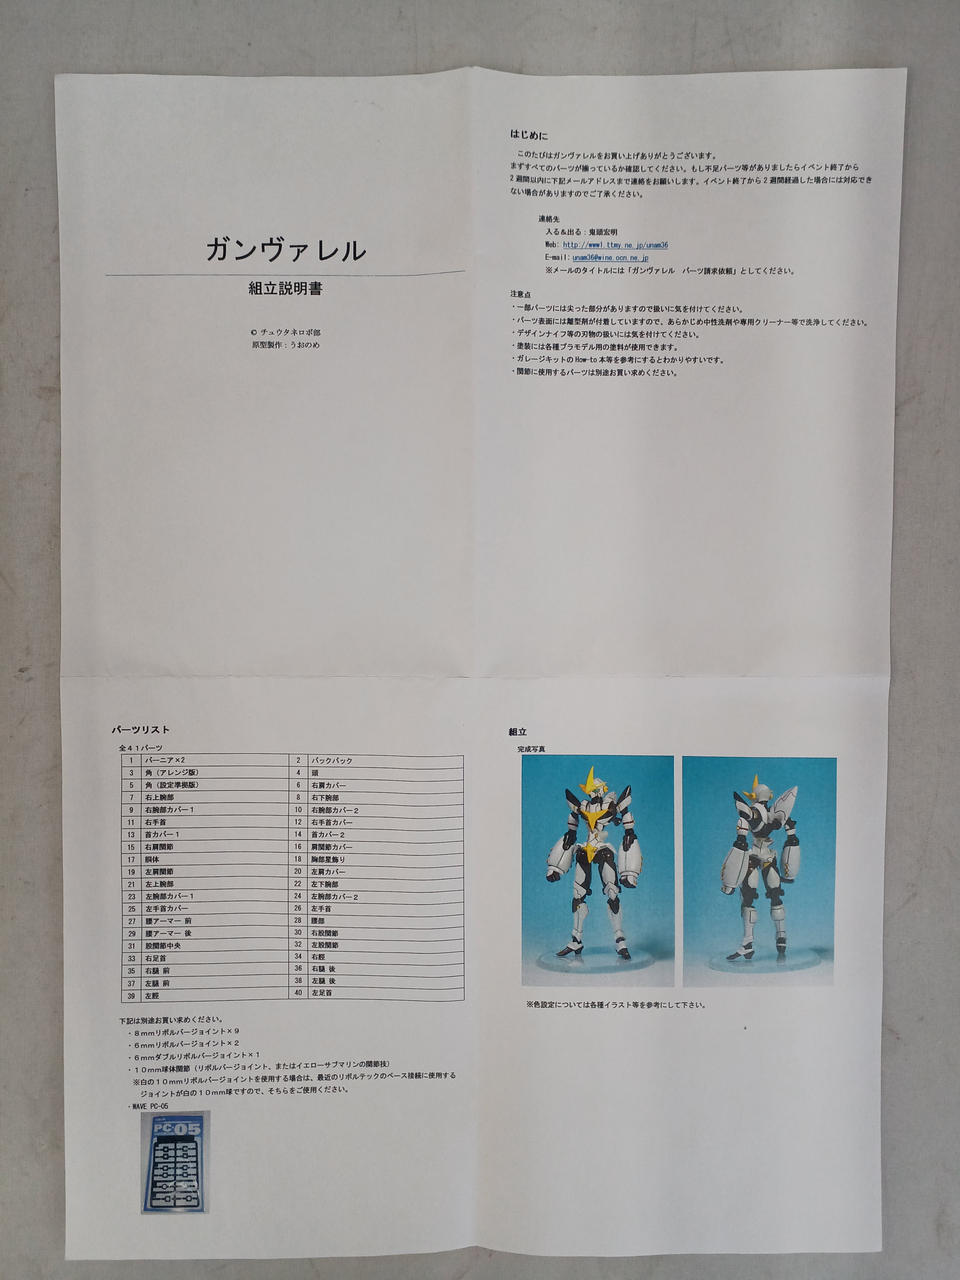 ガンヴァレル
組立説明書
© チュウタネロボ部
原型製作：うおのめ
はじめに
このたびはガンヴァレルをお買い上げありがとうございます。
まずすべてのパーツが揃っているか確認してください。もし不足パーツ等がありましたらイベント終了から
2週間以内に下記メールアドレスまで連絡をお願いします。イベント終了から2週間経過した場合には対応でき
ない場合がありますのでご了承ください。
連絡先
入る＆出る：鬼頭宏明
Web: http://www1.ttmy.ne.jp/unam36
E-mail: unam36@wine.ocn.ne.jp
※メールのタイトルには「ガンヴァレル　パーツ請求依頼」としてください。
注意点
・一部パーツには尖った部分がありますので扱いに気を付けてください。
・パーツ表面には離型剤が付着していますので、あらかじめ中性洗剤や専用クリーナー等で洗浄してください。
・デザインナイフ等の刃物の扱いには気を付けてください。
・塗装には各種プラモデル用の塗料が使用できます。
・ガレージキットのHow-to本等を参考にするとわかりやすいです。
・関節に使用するパーツは別途お買い求めください。
パーツリスト
全４１パーツ
1 バーニア×2 2 バックパック
3 角（アレンジ版） 4 頭
5 角（設定準拠版） 6 右肩カバー
7 右上腕部 8 右下腕部
9 右腕部カバー１ 10 右腕部カバー２
11 右手首 12 右手首カバー
13 首カバー１ 14 首カバー２
15 右肩関節 16 肩関節カバー
17 胴体 18 胸部星飾り
19 左肩関節 20 左肩カバー
21 左上腕部 22 左下腕部
23 左腕部カバー１ 24 左腕部カバー２
25 左手首カバー 26 左手首
27 腰アーマー 前 28 腰部
29 腰アーマー 後 30 右股関節
31 股関節中央 32 左股関節
33 右足首 34 右脛
35 右腿 前 36 右腿 後
37 左腿 前 38 左腿 後
39 左脛 40 左足首
下記は別途お買い求めください。
・８ｍｍリボルバージョイント×９
・６ｍｍリボルバージョイント×２
・６ｍｍダブルリボルバージョイント×１
・１０ｍｍ球体関節（リボルバージョイント、またはイエローサブマリンの関節技）
※白の１０ｍｍリボルバージョイントを使用する場合は、最近のリボルテックのベース接続に使用する
ジョイントが白の１０ｍｍ球ですので、そちらをご使用ください。
・WAVE PC-05
PC-05
組立
完成写真
※色設定については各種イラスト等を参考にして下さい。